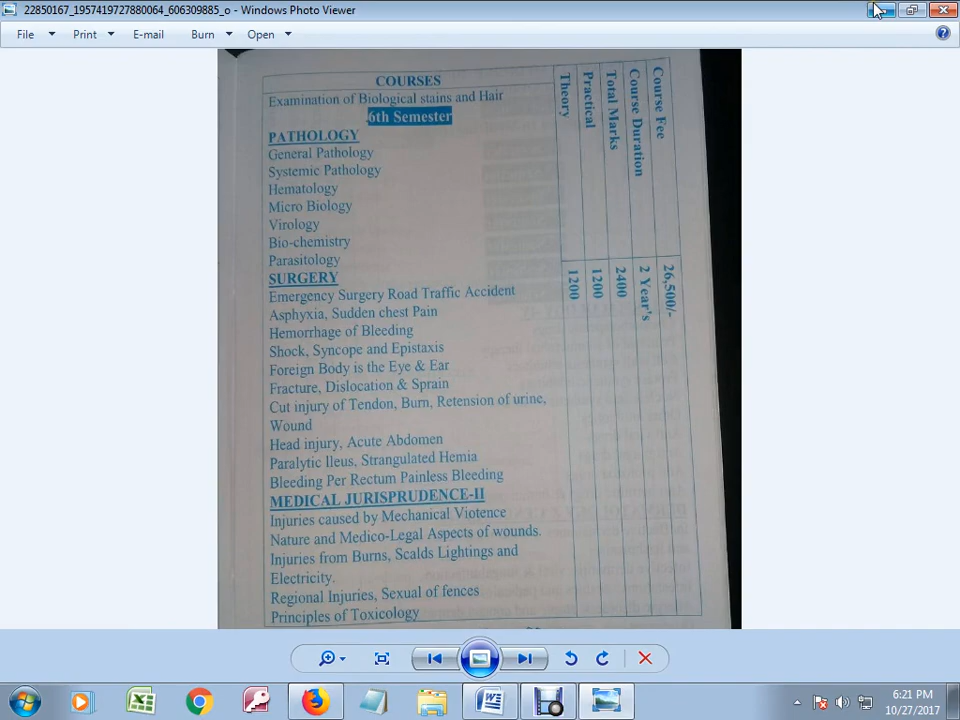 22850167_1957419727880064_606309885_o - Windows Photo Viewer
File Print E-mail Burn Open
COURSES
Theory
Practical
Total Marks
Course Duration
Course Fee
Examination of Biological stains and Hair
6th Semester
PATHOLOGY
General Pathology
Systemic Pathology
Hematology
Micro Biology
Virology
Bio-chemistry
Parasitology
1200
1200
2400
2 Year's
26,500/-
SURGERY
Emergency Surgery Road Traffic Accident
Asphyxia, Sudden chest Pain
Hemorrhage of Bleeding
Shock, Syncope and Epistaxis
Foreign Body is the Eye & Ear
Fracture, Dislocation & Sprain
Cut injury of Tendon, Burn, Retension of urine,
Wound
Head injury, Acute Abdomen
Paralytic Ileus, Strangulated Hemia
Bleeding Per Rectum Painless Bleeding
MEDICAL JURISPRUDENCE-II
Injuries caused by Mechanical Viotence
Nature and Medico-Legal Aspects of wounds.
Injuries from Burns, Scalds Lightings and
Electricity.
Regional Injuries, Sexual of fences
Principles of Toxicology
6:21 PM
10/27/2017